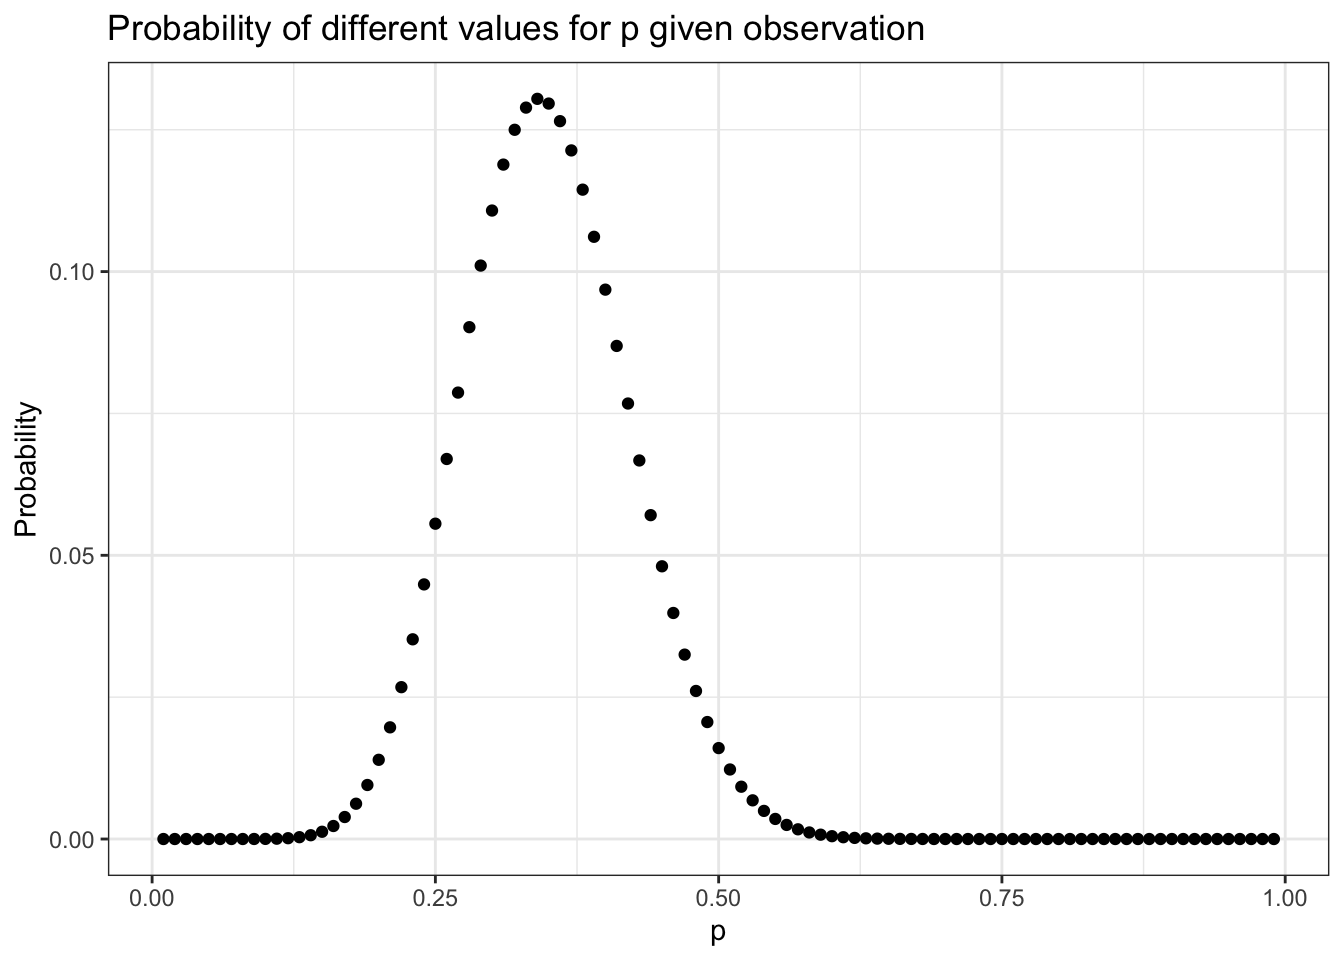 Probability of different values for p given observation
Probability
0.10
0.05
0.00
0.00 0.25 0.50 0.75 1.00
p